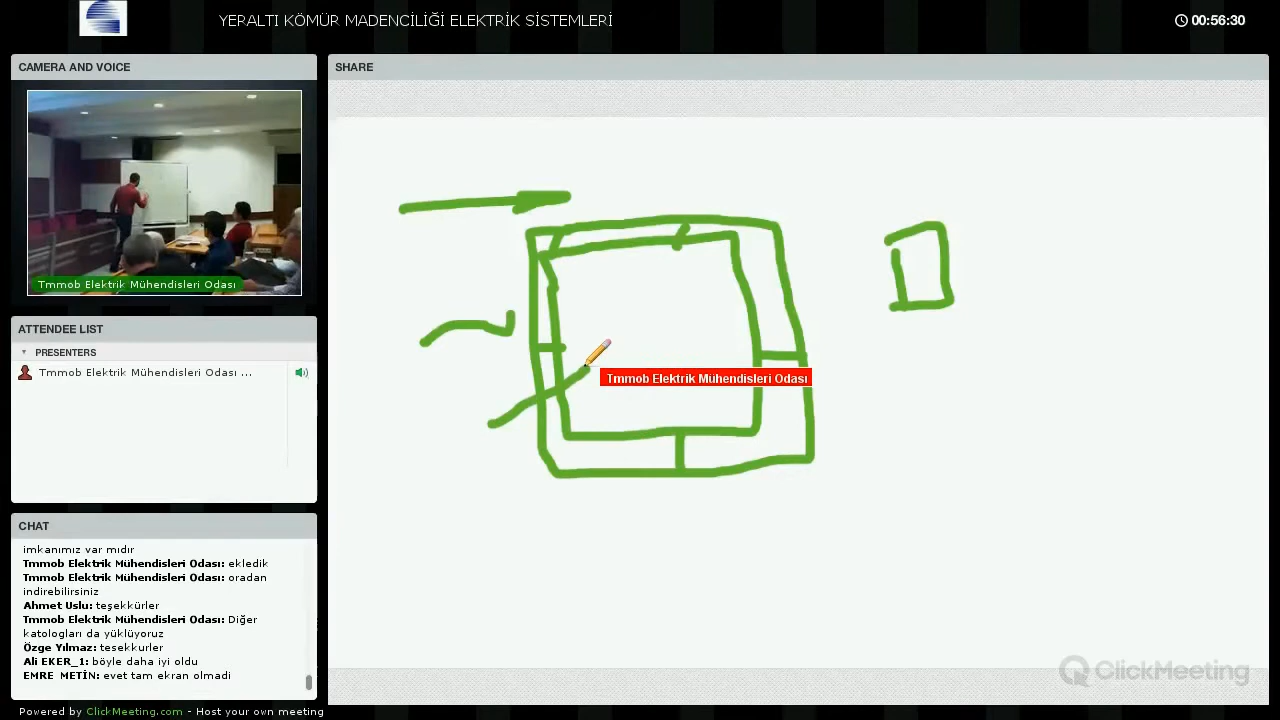 YERALTI KÖMÜR MADENCİLİĞİ ELEKTRİK SİSTEMLERİ
00:56:30
CAMERA AND VOICE
Tmmob Elektrik Mühendisleri Odası
ATTENDEE LIST
PRESENTERS
Tmmob Elektrik Mühendisleri Odası ...
CHAT
imkanımız var mıdır
Tmmob Elektrik Mühendisleri Odası: ekledik
Tmmob Elektrik Mühendisleri Odası: oradan
indirebilirsiniz
Ahmet Uslu: teşekkürler
Tmmob Elektrik Mühendisleri Odası: Diğer
katologları da yüklüyoruz
Özge Yılmaz: tesekkurler
Ali EKER_1: böyle daha iyi oldu
EMRE METİN: evet tam ekran olmadi
Powered by ClickMeeting.com - Host your own meeting
SHARE
Tmmob Elektrik Mühendisleri Odası
ClickMeeting